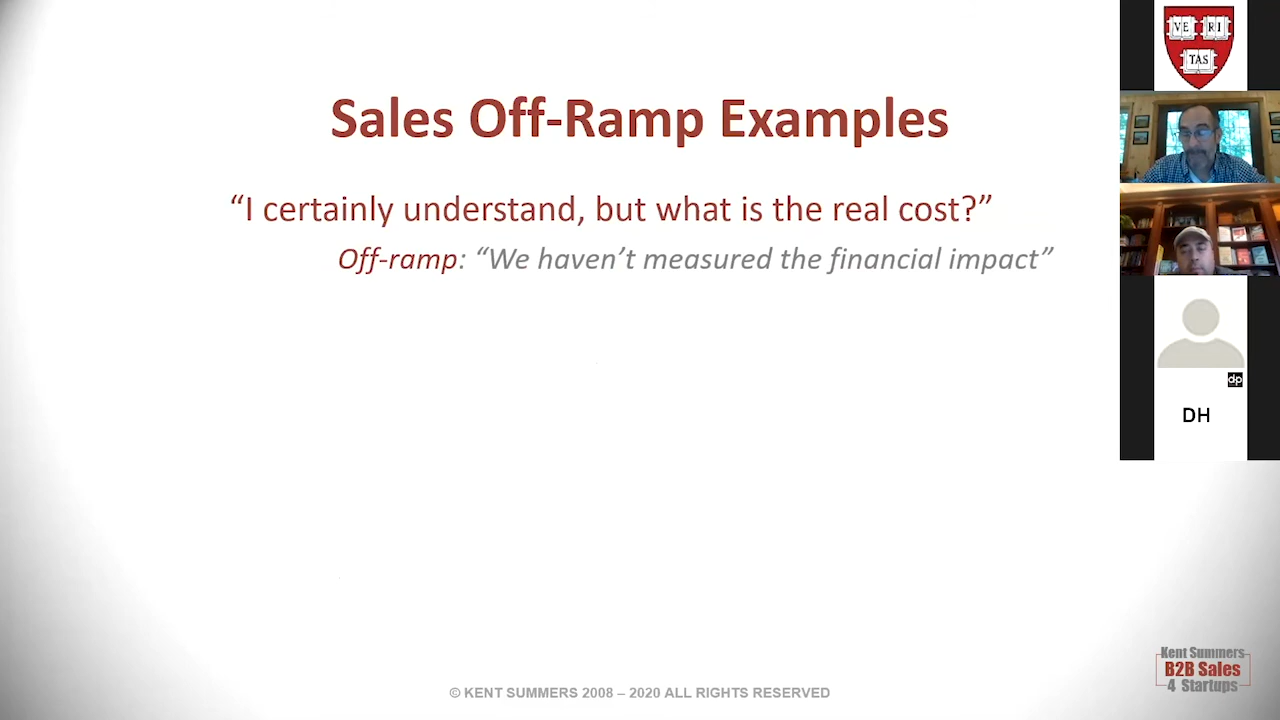 Sales Off-Ramp Examples
“I certainly understand, but what is the real cost?”
Off-ramp: “We haven’t measured the financial impact”
VE RI
TAS
dp
DH
Kent Summers
B2B Sales
4 Startups
© KENT SUMMERS 2008 – 2020 ALL RIGHTS RESERVED